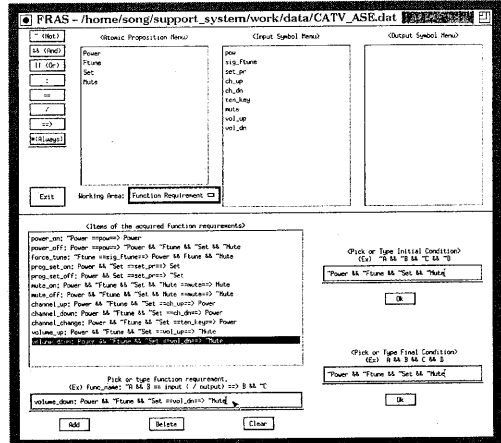 FRAS - /home/song/support_system/work/data/CATV_ASE.dat
~ (Not)
&& (And)
|| (Or)
:
==
/
==>
*(Always)
Exit
<Atomic Proposition Menu>
Power
Ftune
Set
Mute
<Input Symbol Menu>
pow
sig_ftune
set_pr
ch_up
ch_dn
ten_key
mute
vol_up
vol_dn
<Output Symbol Menu>
Working Area: Function Requirement
<Items of the acquired function requirements>
power_on: ~Power ==pow==> Power
power_off: Power && ~Ftune && ~Set && ~Mute
force_tune: ~Ftune ==sig_ftune==> Power && Ftune && ~Mute
prog_set_on: Power && ~Set ==set_pr==> Set
prog_set_off: Power && Set ==set_pr==> ~Set
mute_on: Power && ~Ftune && ~Set && ~Mute ==mute==> Mute
mute_off: Power && ~Ftune && ~Set && Mute ==mute==> ~Mute
channel_up: Power && ~Ftune && ~Set ==ch_up==> Power
channel_down: Power && ~Ftune && ~Set ==ch_dn==> Power
channel_change: Power && ~Ftune && ~Set ==ten_key==> Power
volume_up: Power && ~Ftune && ~Set ==vol_up==> ~Mute
volume_down: Power && ~Ftune && ~Set ==vol_dn==> ~Mute
Pick or type function requirement.
(Ex) func_name: ~A && B == input ( / output) ==> B && ~C
volume_down: Power && ~Ftune && ~Set ==vol_dn==> ~Mute
Add
Delete
Clear
<Pick or Type Initial Condition>
(Ex) ~A && ~B && ~C && ~B
~Power && ~Ftune && ~Set && ~Mute
Ok
<Pick or Type Final Condition>
(Ex) A && B && C && B
~Power && ~Ftune && ~Set && ~Mute
Ok